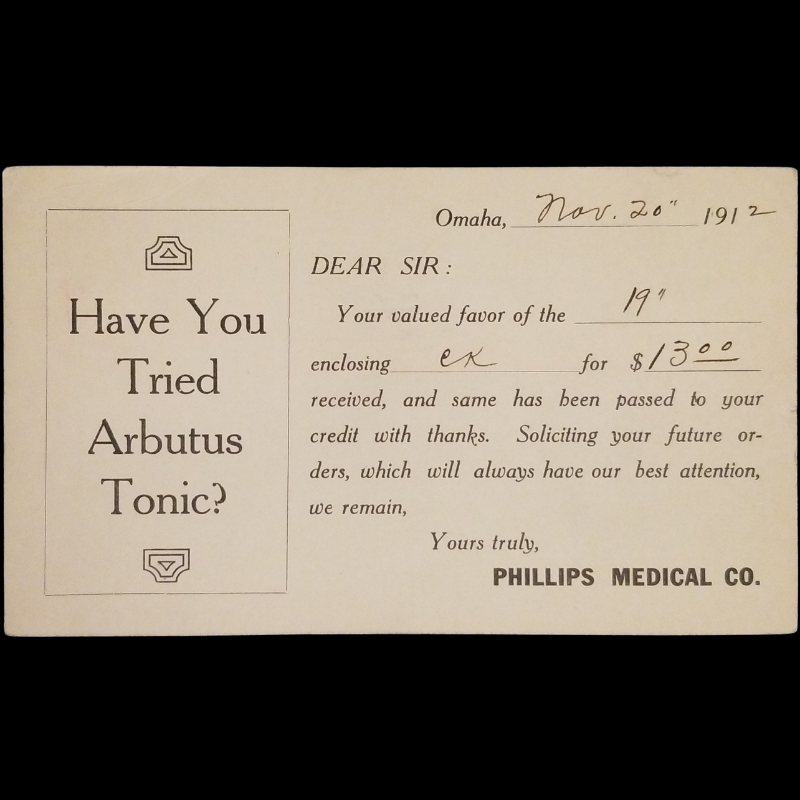 Have You
Tried
Arbutus
Tonic?
Omaha, Nov. 20" 1912
DEAR SIR:
Your valued favor of the 19"
enclosing ck for $13 00
received, and same has been passed to your
credit with thanks. Soliciting your future or-
ders, which will always have our best attention,
we remain,
Yours truly,
PHILLIPS MEDICAL CO.